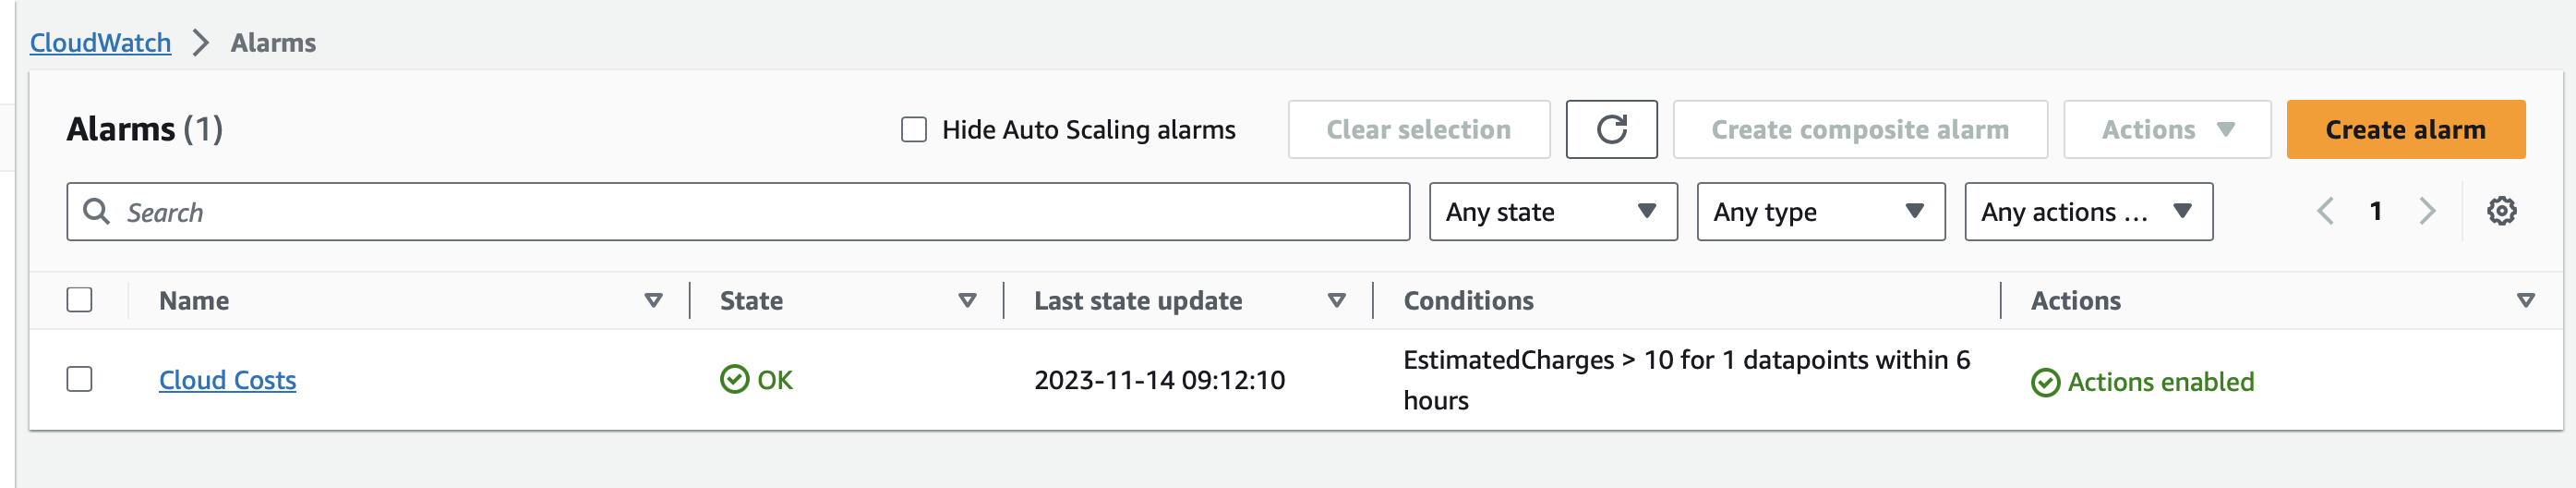 CloudWatch > Alarms
Alarms (1)
Hide Auto Scaling alarms
Clear selection
Create composite alarm
Actions
Create alarm
Search
Any state
Any type
Any actions ...
1
Name
State
Last state update
Conditions
Actions
Cloud Costs
OK
2023-11-14 09:12:10
EstimatedCharges > 10 for 1 datapoints within 6
hours
Actions enabled